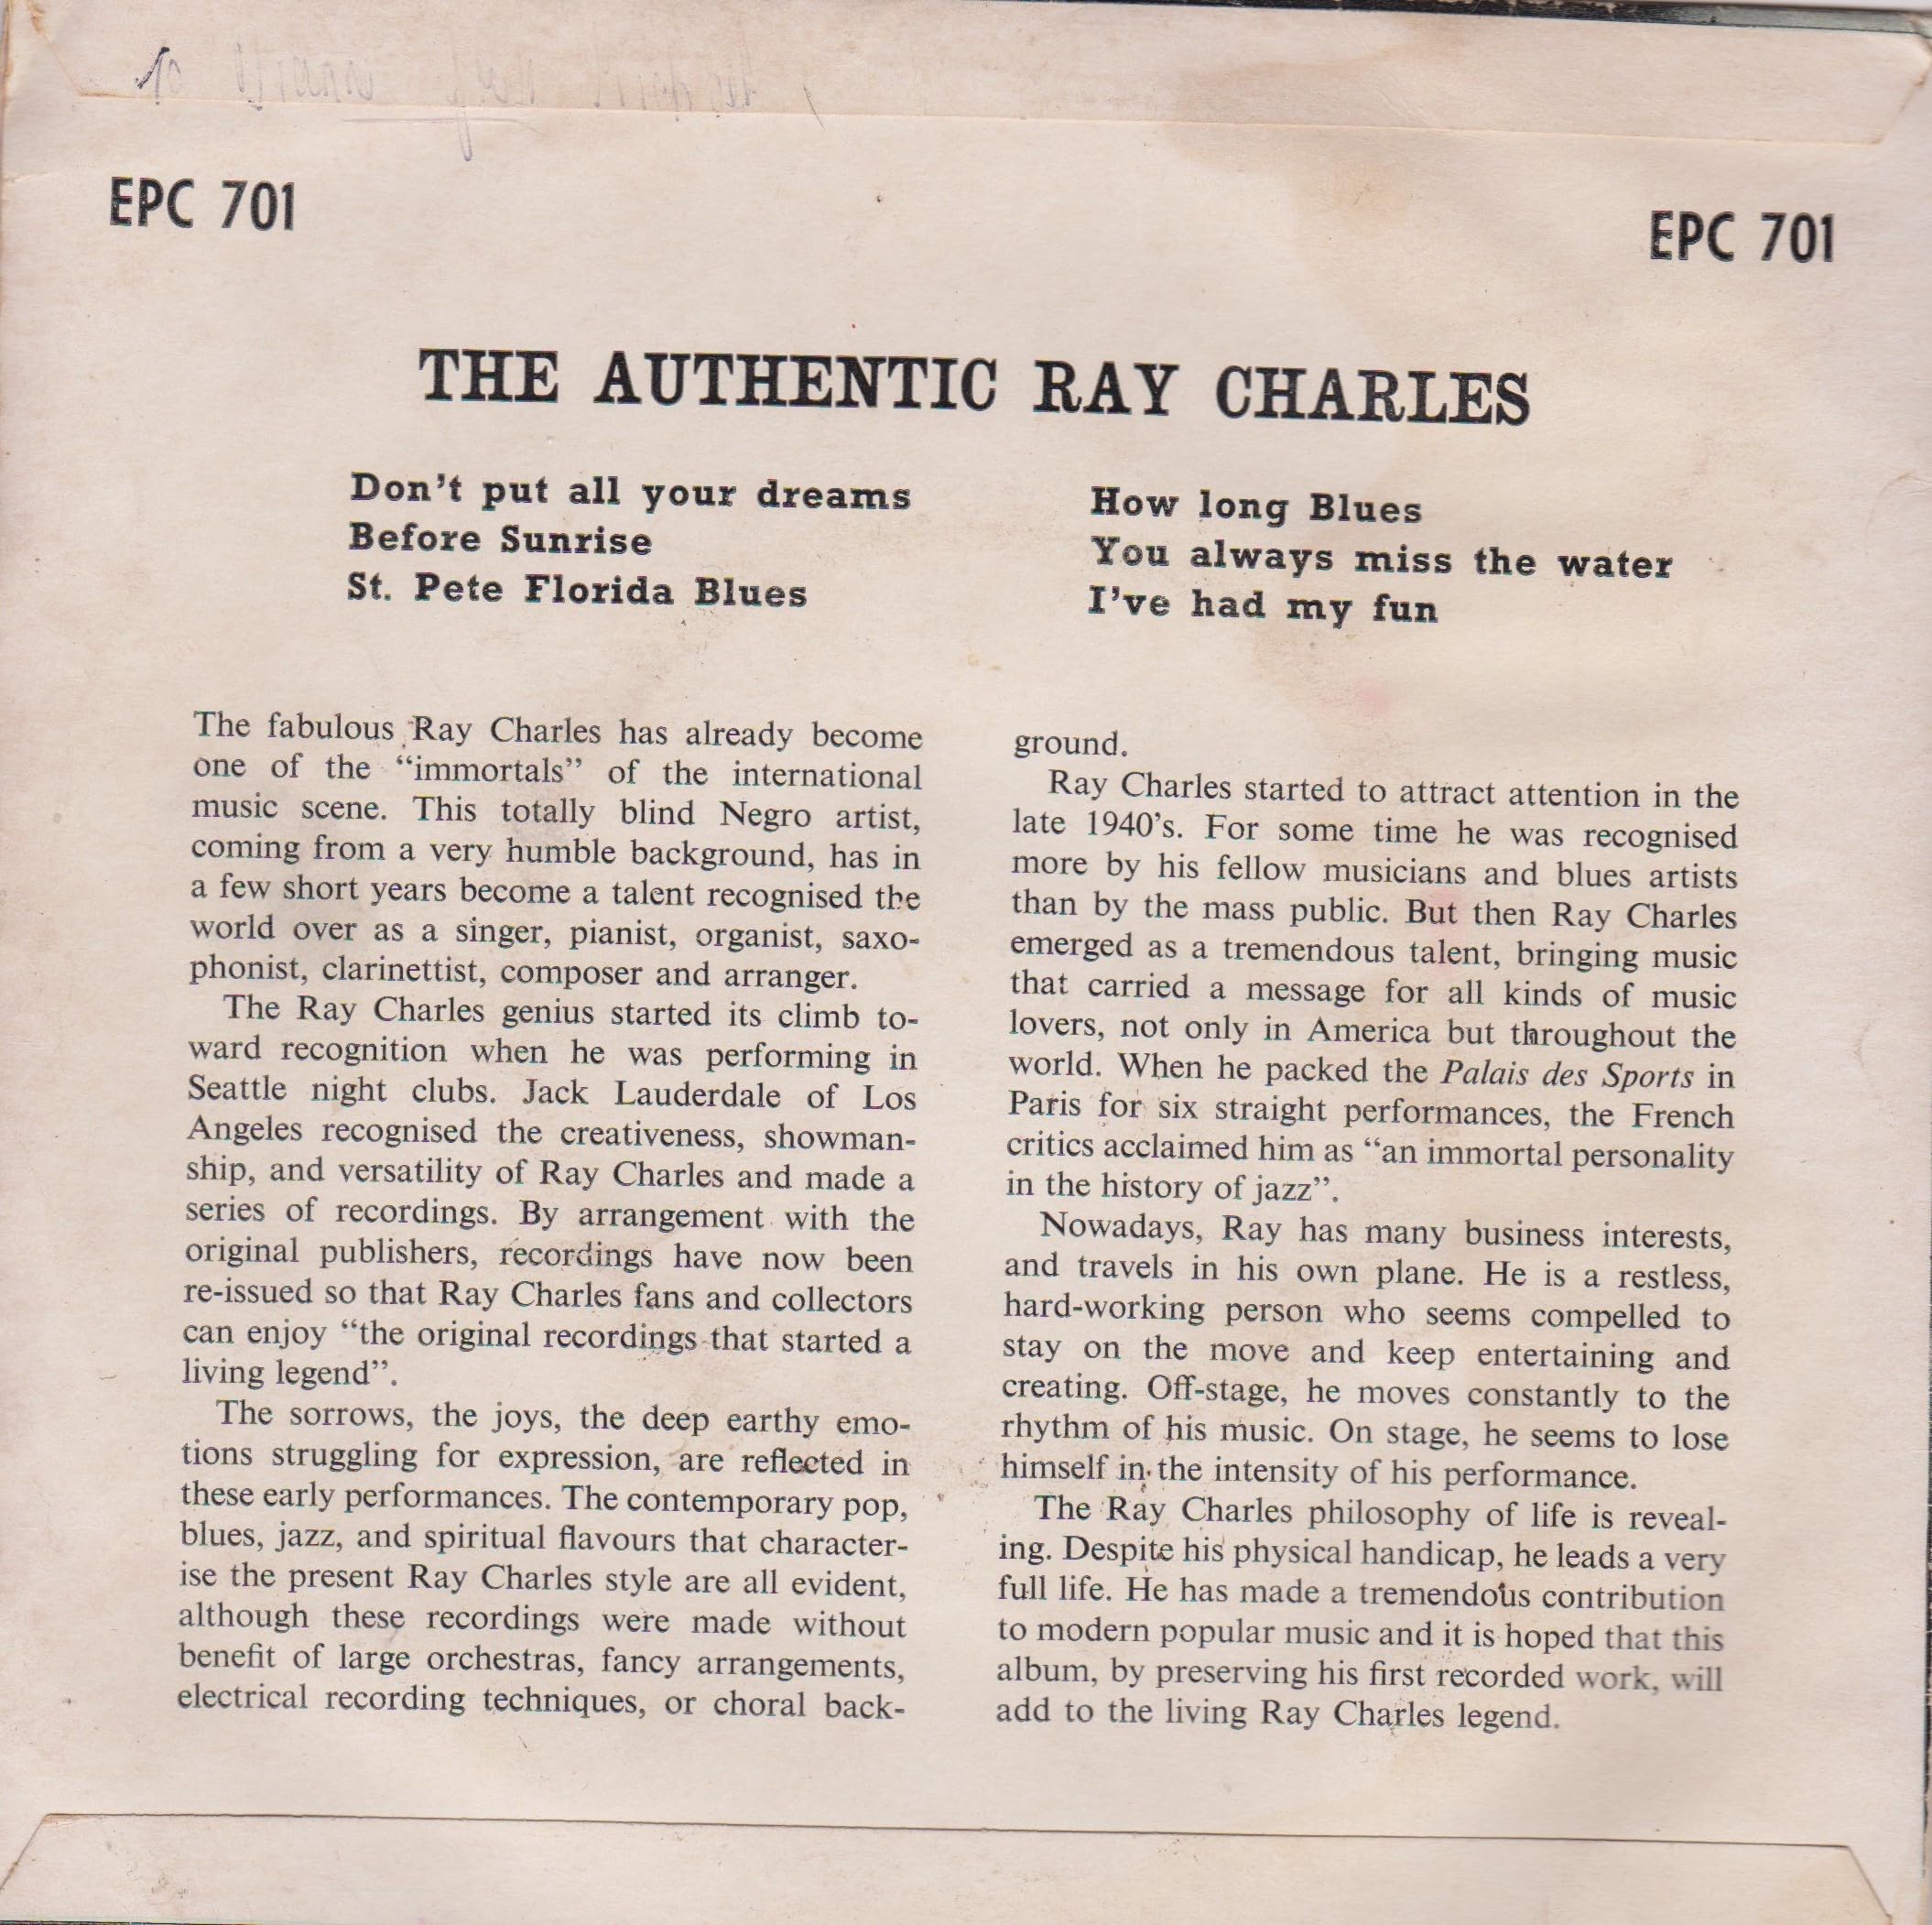 EPC 701
EPC 701
THE AUTHENTIC RAY CHARLES
Don't put all your dreams
Before Sunrise
St. Pete Florida Blues
How long Blues
You always miss the water
I've had my fun
The fabulous Ray Charles has already become
one of the “immortals” of the international
music scene. This totally blind Negro artist,
coming from a very humble background, has in
a few short years become a talent recognised the
world over as a singer, pianist, organist, saxo-
phonist, clarinettist, composer and arranger.
The Ray Charles genius started its climb to-
ward recognition when he was performing in
Seattle night clubs. Jack Lauderdale of Los
Angeles recognised the creativeness, showman-
ship, and versatility of Ray Charles and made a
series of recordings. By arrangement with the
original publishers, recordings have now been
re-issued so that Ray Charles fans and collectors
can enjoy “the original recordings that started a
living legend”.
The sorrows, the joys, the deep earthy emo-
tions struggling for expression, are reflected in
these early performances. The contemporary pop,
blues, jazz, and spiritual flavours that character-
ise the present Ray Charles style are all evident,
although these recordings were made without
benefit of large orchestras, fancy arrangements,
electrical recording techniques, or choral back-
ground.
Ray Charles started to attract attention in the
late 1940's. For some time he was recognised
more by his fellow musicians and blues artists
than by the mass public. But then Ray Charles
emerged as a tremendous talent, bringing music
that carried a message for all kinds of music
lovers, not only in America but throughout the
world. When he packed the Palais des Sports in
Paris for six straight performances, the French
critics acclaimed him as “an immortal personality
in the history of jazz”.
Nowadays, Ray has many business interests,
and travels in his own plane. He is a restless,
hard-working person who seems compelled to
stay on the move and keep entertaining and
creating. Off-stage, he moves constantly to the
rhythm of his music. On stage, he seems to lose
himself in the intensity of his performance.
The Ray Charles philosophy of life is reveal-
ing. Despite his physical handicap, he leads a very
full life. He has made a tremendous contribution
to modern popular music and it is hoped that this
album, by preserving his first recorded work, will
add to the living Ray Charles legend.